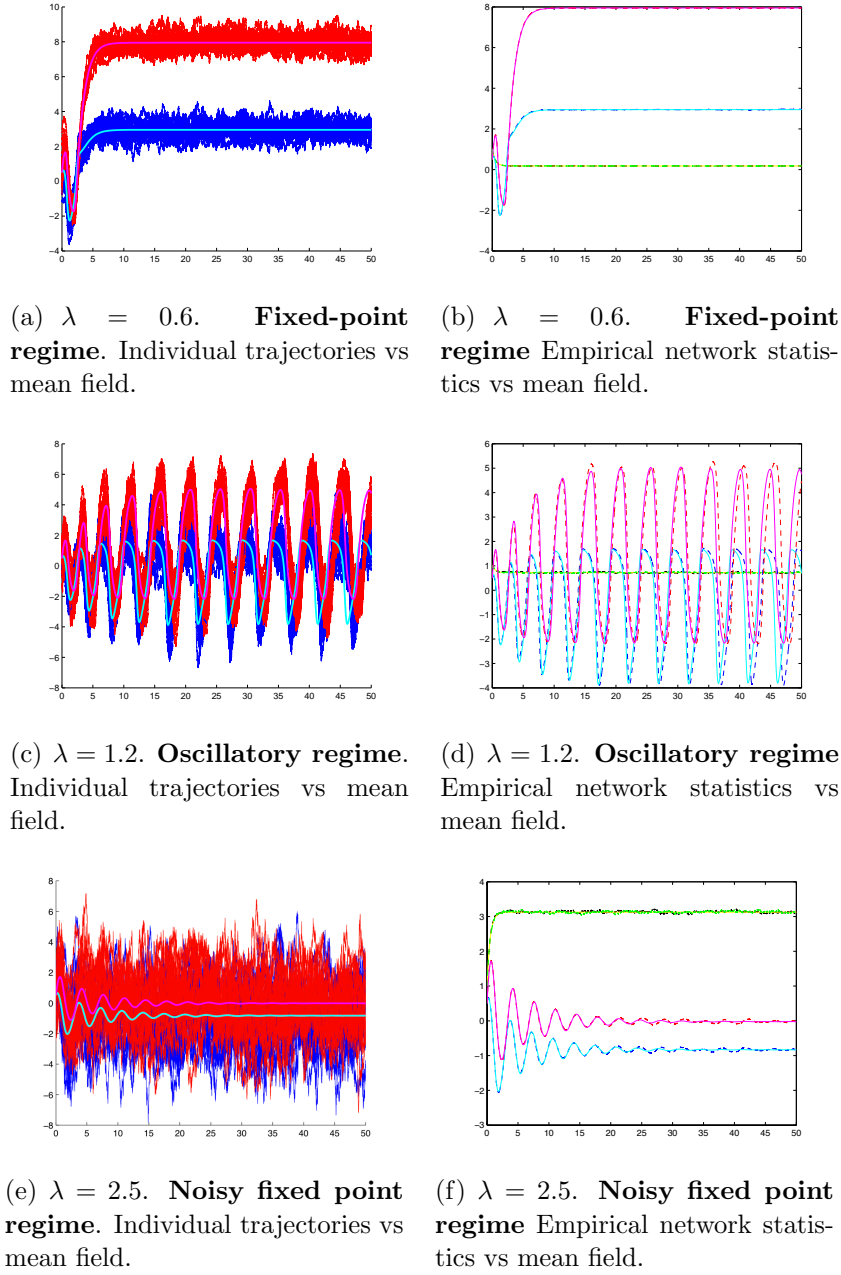 10
8
6
4
2
0
−2
−4
0 5 10 15 20 25 30 35 40 45 50
8
6
4
2
0
−2
−4
0 5 10 15 20 25 30 35 40 45 50
(a) λ = 0.6. Fixed-point
regime. Individual trajectories vs
mean field.
(b) λ = 0.6. Fixed-point
regime Empirical network statis-
tics vs mean field.
8
6
4
2
0
−2
−4
−6
−8
0 5 10 15 20 25 30 35 40 45 50
6
5
4
3
2
1
0
−1
−2
−3
−4
0 5 10 15 20 25 30 35 40 45 50
(c) λ = 1.2. Oscillatory regime.
Individual trajectories vs mean
field.
(d) λ = 1.2. Oscillatory regime
Empirical network statistics vs
mean field.
8
6
4
2
0
−2
−4
−6
−8
0 5 10 15 20 25 30 35 40 45 50
4
3
2
1
0
−1
−2
−3
0 5 10 15 20 25 30 35 40 45 50
(e) λ = 2.5. Noisy fixed point
regime. Individual trajectories vs
mean field.
(f) λ = 2.5. Noisy fixed point
regime Empirical network statis-
tics vs mean field.